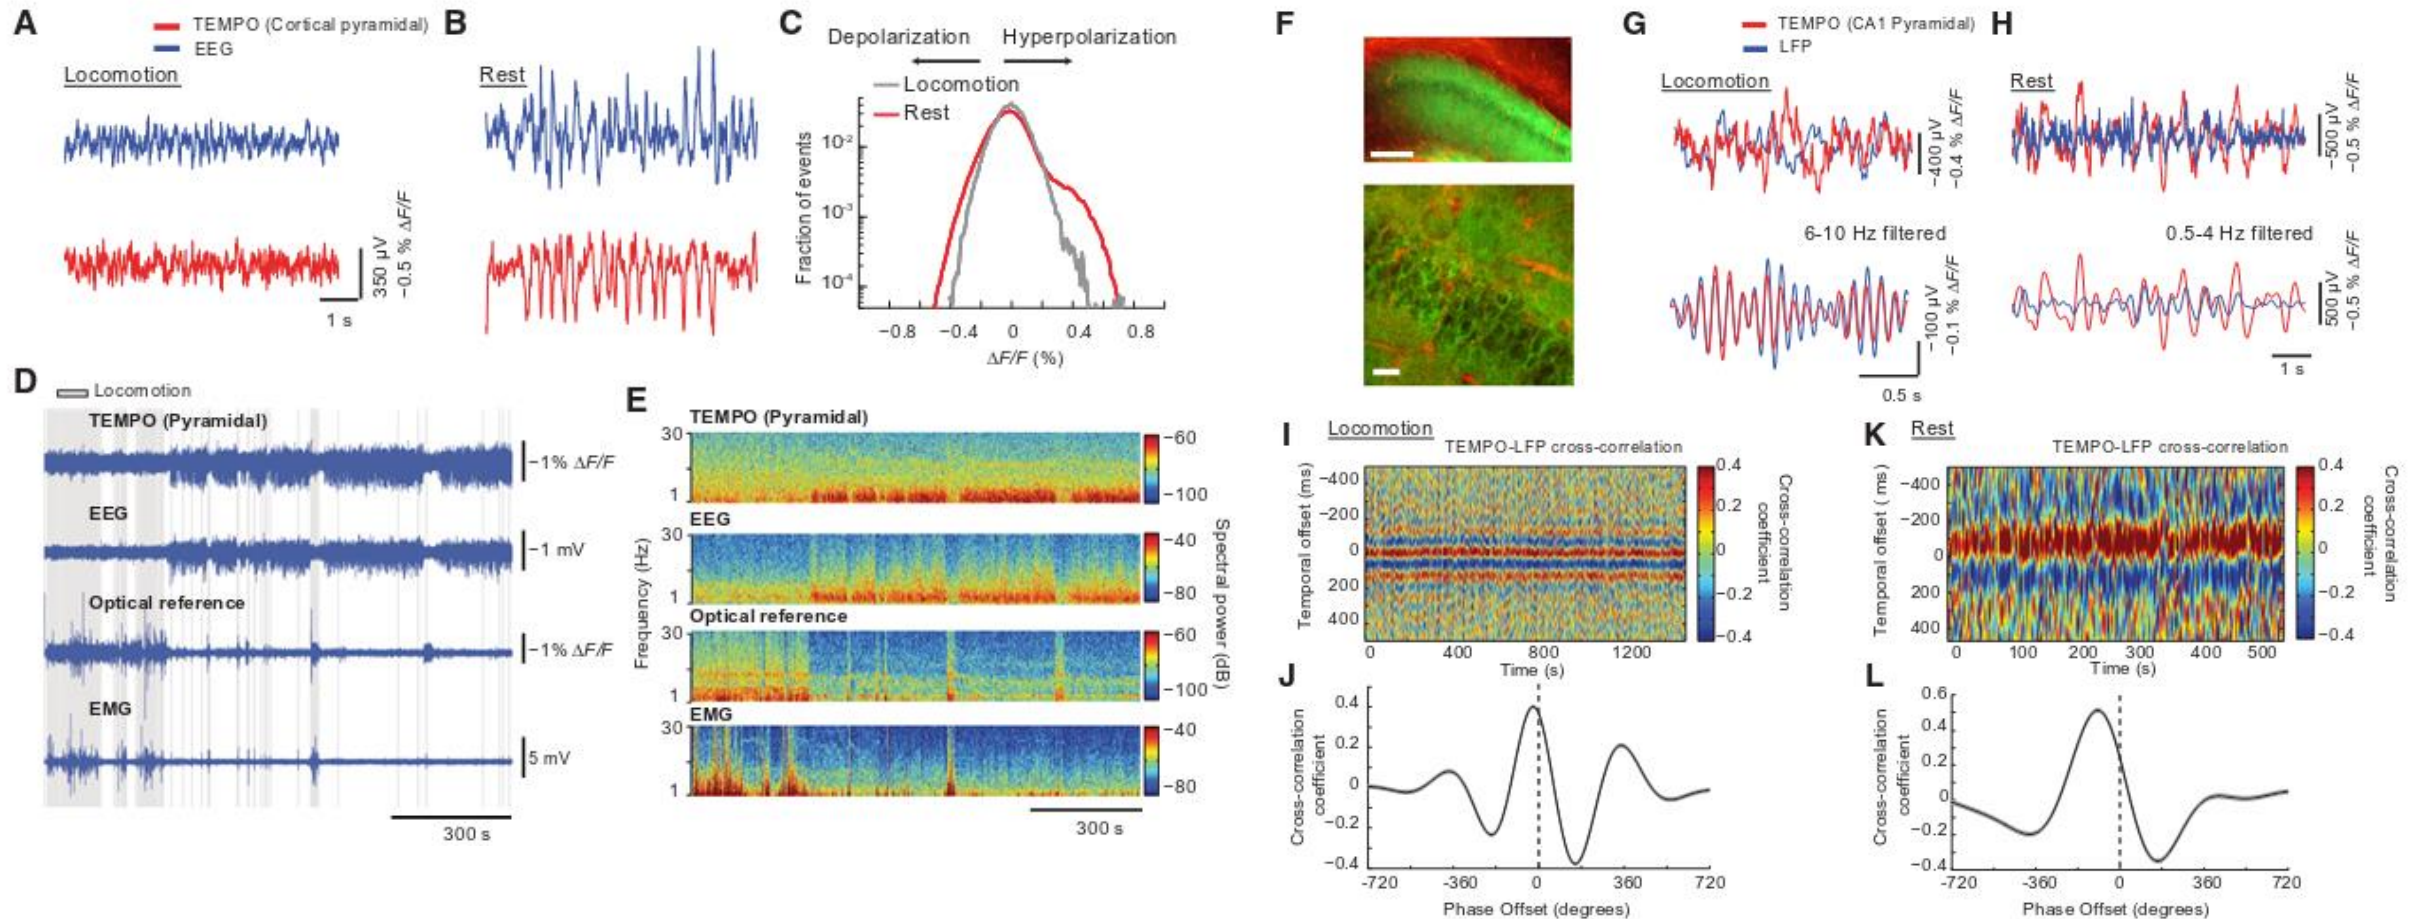 A
TEMPO (Cortical pyramidal)
EEG
Locomotion
350 µV
−0.5 % ΔF/F
1 s
B
Rest
C
Depolarization
Hyperpolarization
Locomotion
Rest
Fraction of events
10-2
10-3
10-4
−0.8 −0.4 0 0.4 0.8
ΔF/F (%)
D
Locomotion
TEMPO (Pyramidal)
−1% ΔF/F
EEG
−1 mV
Optical reference
−1% ΔF/F
EMG
5 mV
300 s
E
TEMPO (Pyramidal)
30
1
−60
−100
EEG
30
1
−40
−80
Optical reference
30
1
−60
−100
EMG
30
1
−40
−80
Frequency (Hz)
Spectral power (dB)
300 s
F
G
TEMPO (CA1 Pyramidal)
LFP
Locomotion
−400 µV
−0.4 % ΔF/F
6-10 Hz filtered
−100 µV
−0.1 % ΔF/F
0.5 s
H
Rest
−500 µV
−0.5 % ΔF/F
0.5-4 Hz filtered
500 µV
−0.5 % ΔF/F
1 s
I
Locomotion
TEMPO-LFP cross-correlation
Temporal offset (ms)
−400
−200
0
200
400
0 400 800 1200
Time (s)
0.4
0.2
0
−0.2
−0.4
Cross-correlation
coefficient
J
Cross-correlation
coefficient
0.4
0.2
0
−0.2
−0.4
-720 -360 0 360 720
Phase Offset (degrees)
K
Rest
TEMPO-LFP cross-correlation
Temporal offset ( ms)
−400
−200
0
200
400
0 100 200 300 400 500
Time (s)
0.4
0.2
0
−0.2
−0.4
Cross-correlation
coefficient
L
Cross-correlation
coefficient
0.6
0.4
0.2
0
−0.2
−0.4
-720 -360 0 360 720
Phase Offset (degrees)